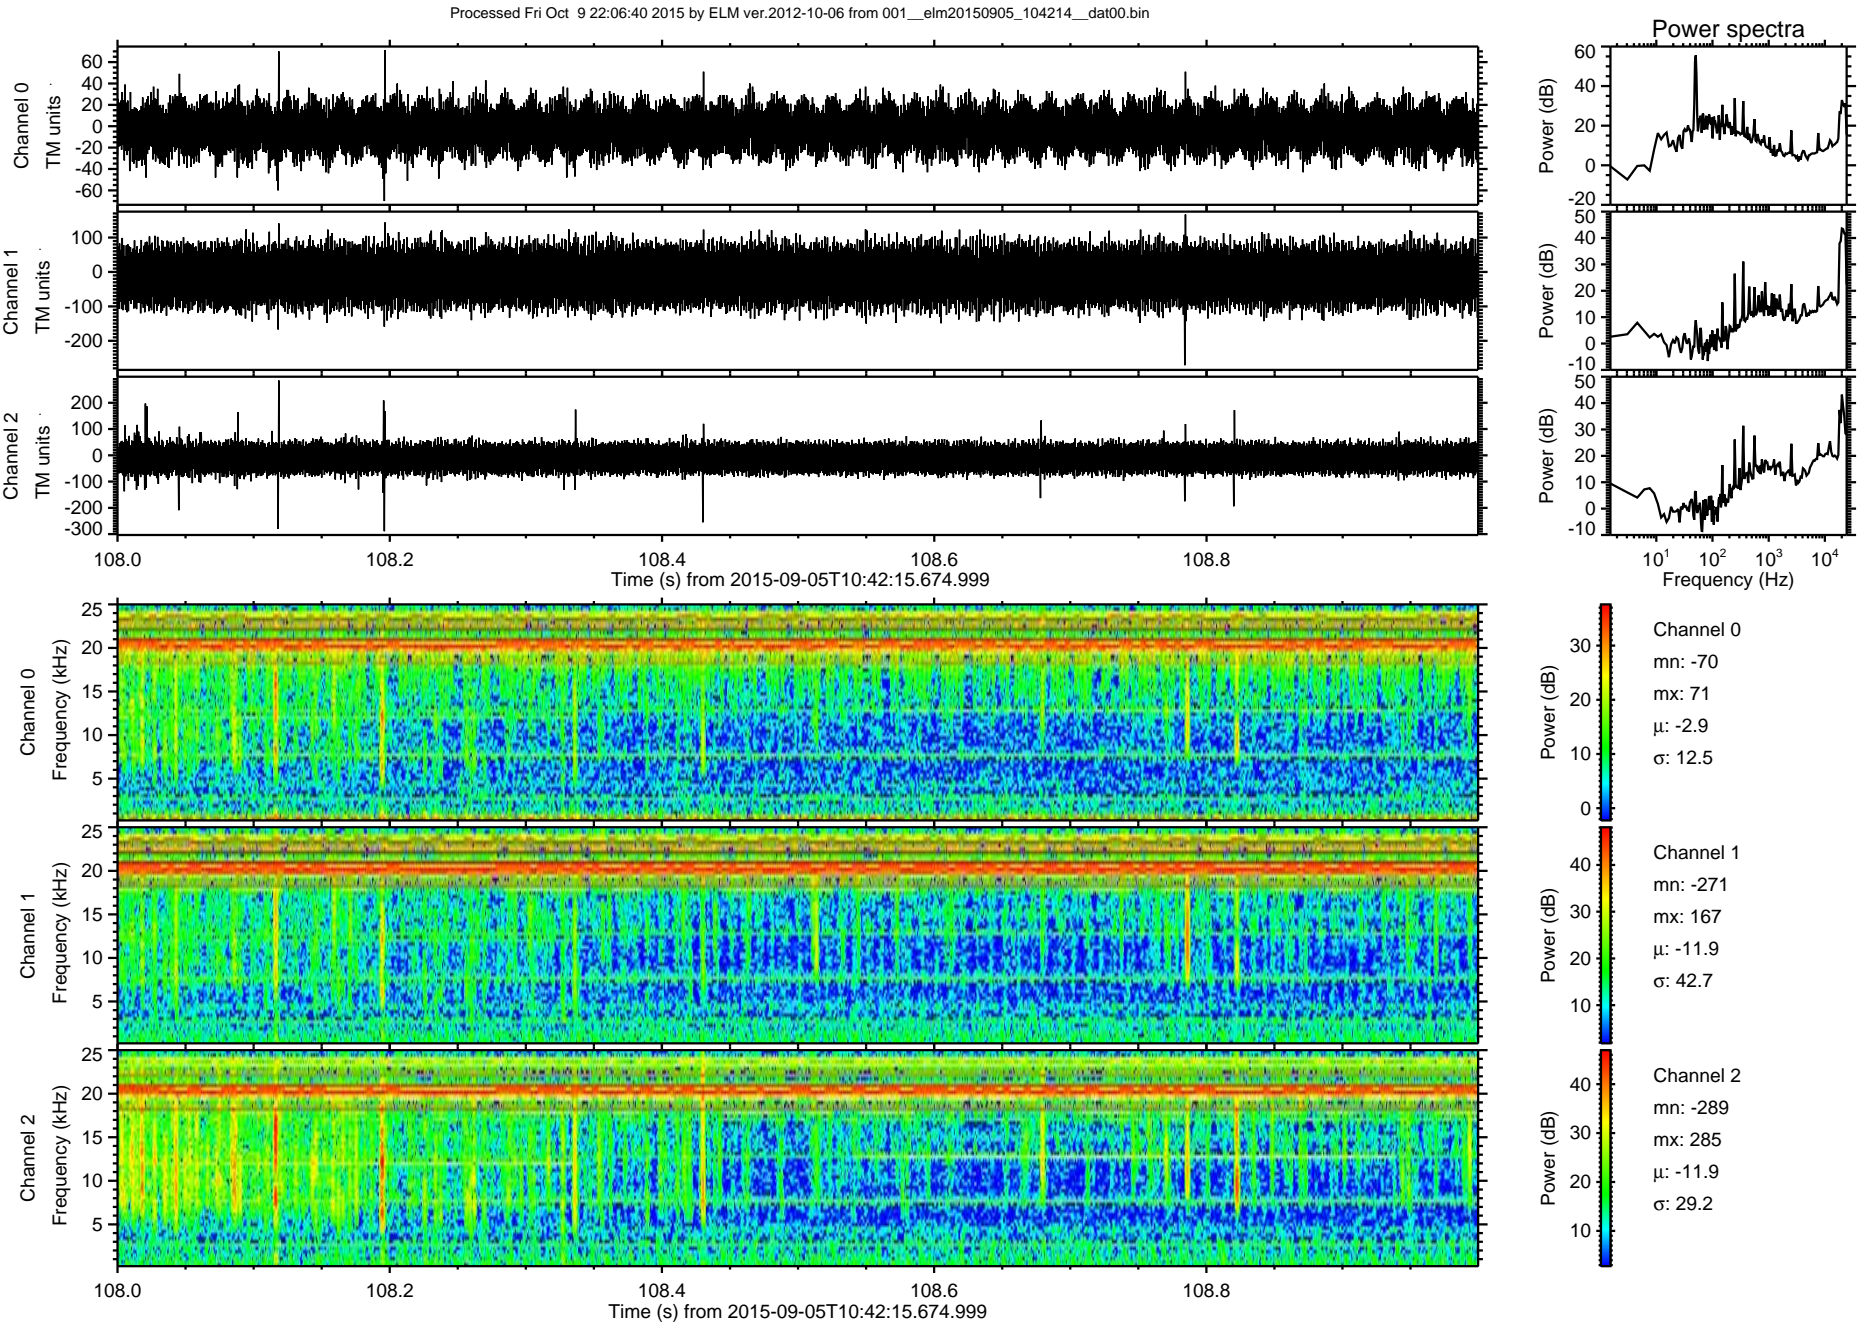 Processed Fri Oct  9 22:06:40 2015 by ELM ver.2012-10-06 from 001__elm20150905_104214__dat00.bin
Power spectra
Channel 0
TM units
60
40
20
0
-20
-40
-60
Power (dB)
60
40
20
0
-20
Channel 1
TM units
100
0
-100
-200
Power (dB)
50
40
30
20
10
0
-10
Channel 2
TM units
200
100
0
-100
-200
-300
Power (dB)
50
40
30
20
10
0
-10
108.0 108.2 108.4 108.6 108.8
Time (s) from 2015-09-05T10:42:15.674.999
10^1 10^2 10^3 10^4
Frequency (Hz)
Channel 0
Frequency (kHz)
25
20
15
10
5
Power (dB)
30
20
10
0
Channel 0
mn: -70
mx: 71
μ: -2.9
σ: 12.5
Channel 1
Frequency (kHz)
25
20
15
10
5
Power (dB)
40
30
20
10
Channel 1
mn: -271
mx: 167
μ: -11.9
σ: 42.7
Channel 2
Frequency (kHz)
25
20
15
10
5
Power (dB)
40
30
20
10
Channel 2
mn: -289
mx: 285
μ: -11.9
σ: 29.2
108.0 108.2 108.4 108.6 108.8
Time (s) from 2015-09-05T10:42:15.674.999